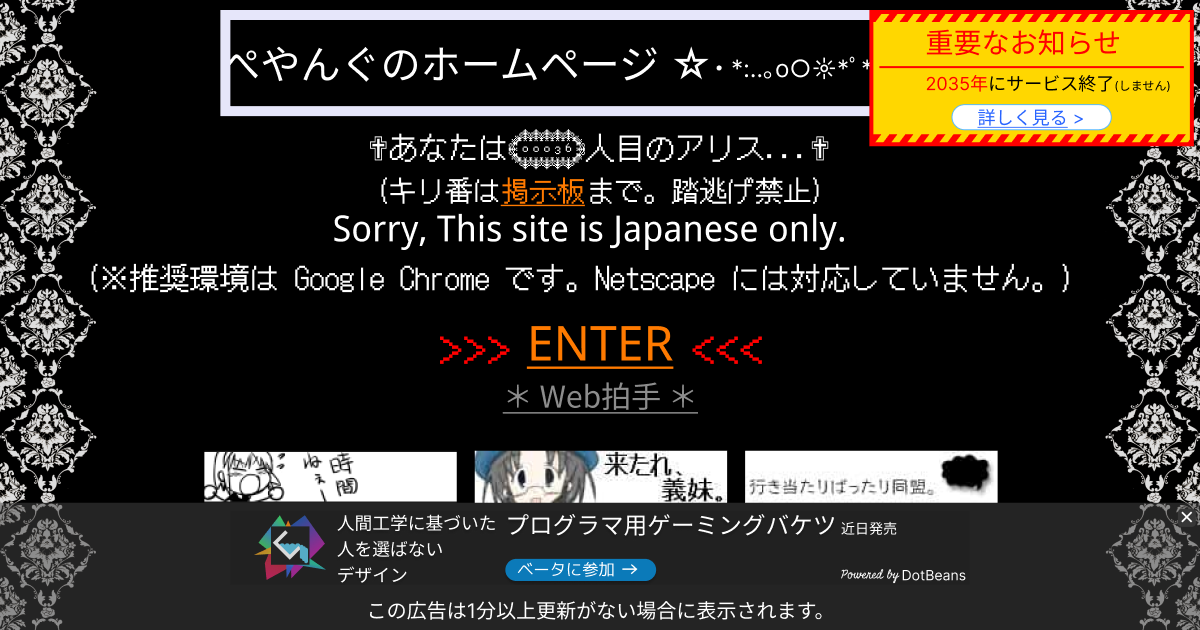 ぺやんぐのホームページ ☆・*:..｡o○☼*ﾟ*
重要なお知らせ
2035年にサービス終了(しません)
詳しく見る >
✟あなたは00036人目のアリス...✟
(キリ番は掲示板まで。踏逃げ禁止)
Sorry, This site is Japanese only.
(※推奨環境は Google Chrome です。Netscape には対応していません。)
>>> ENTER <<<
＊ Web拍手 ＊
時間
ねぇー
来たれ、
義妹。
行き当たりばったり同盟。
人間工学に基づいた
人を選ばない
デザイン
プログラマ用ゲーミングバケツ 近日発売
ベータに参加 →
Powered by DotBeans
この広告は1分以上更新がない場合に表示されます。